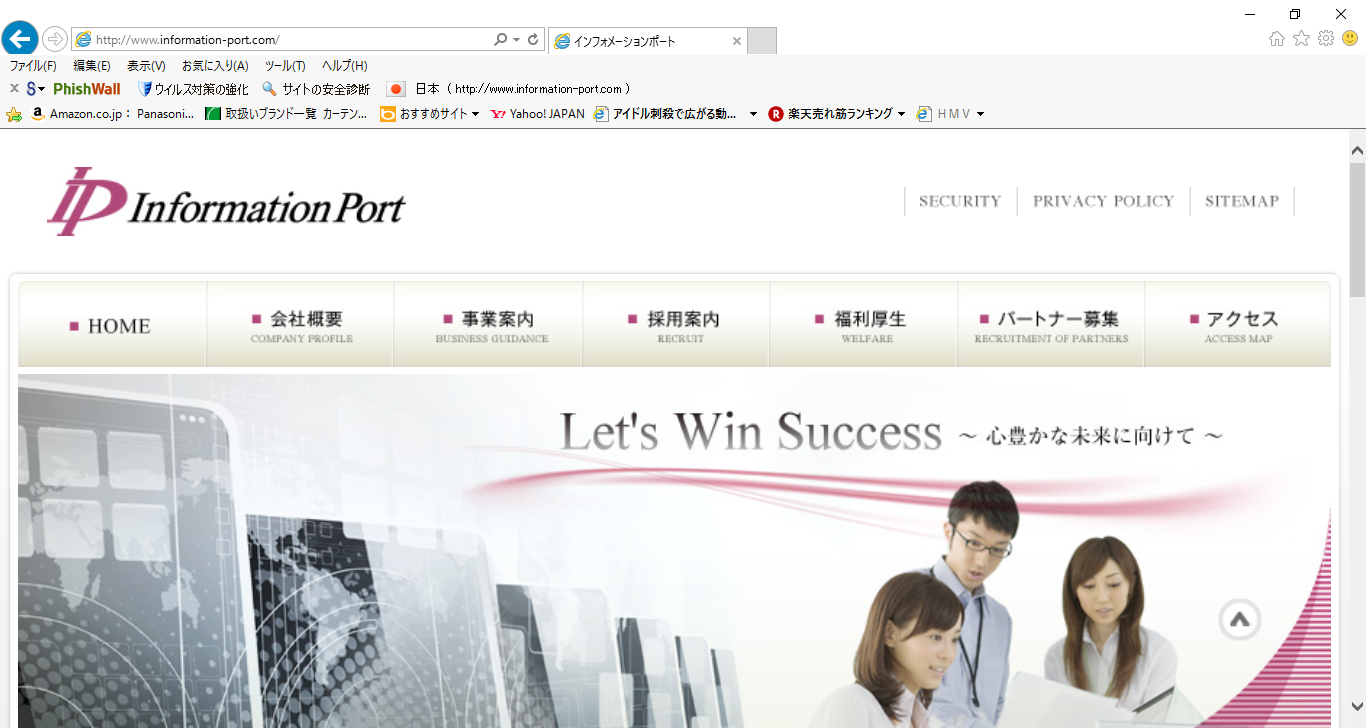 http://www.information-port.com/
インフォメーションポート
ファイル(F) 編集(E) 表示(V) お気に入り(A) ツール(T) ヘルプ(H)
PhishWall ウイルス対策の強化 サイトの安全診断 日本 ( http://www.information-port.com )
Amazon.co.jp: Panasoni... 取扱いブランド一覧 カーテン... おすすめサイト Yahoo! JAPAN アイドル刺殺で広がる動... 楽天売れ筋ランキング HMV
IP Information Port
SECURITY PRIVACY POLICY SITEMAP
HOME 会社概要 事業案内 採用案内 福利厚生 パートナー募集 アクセス
COMPANY PROFILE BUSINESS GUIDANCE RECRUIT WELFARE RECRUITMENT OF PARTNERS ACCESS MAP
Let's Win Success ～ 心豊かな未来に向けて ～